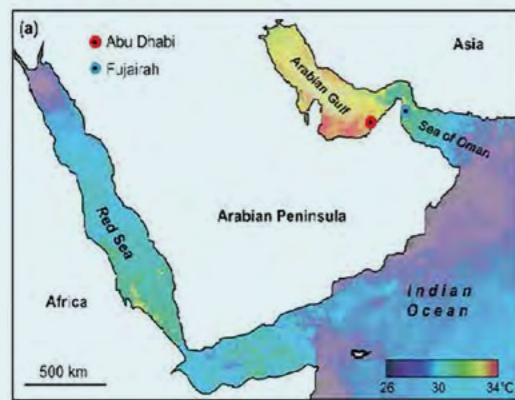 (a)
Abu Dhabi
Fujairah
Asia
Arabian Gulf
Sea of Oman
Arabian Peninsula
Red Sea
Africa
Indian
Ocean
500 km
26 30 34°C